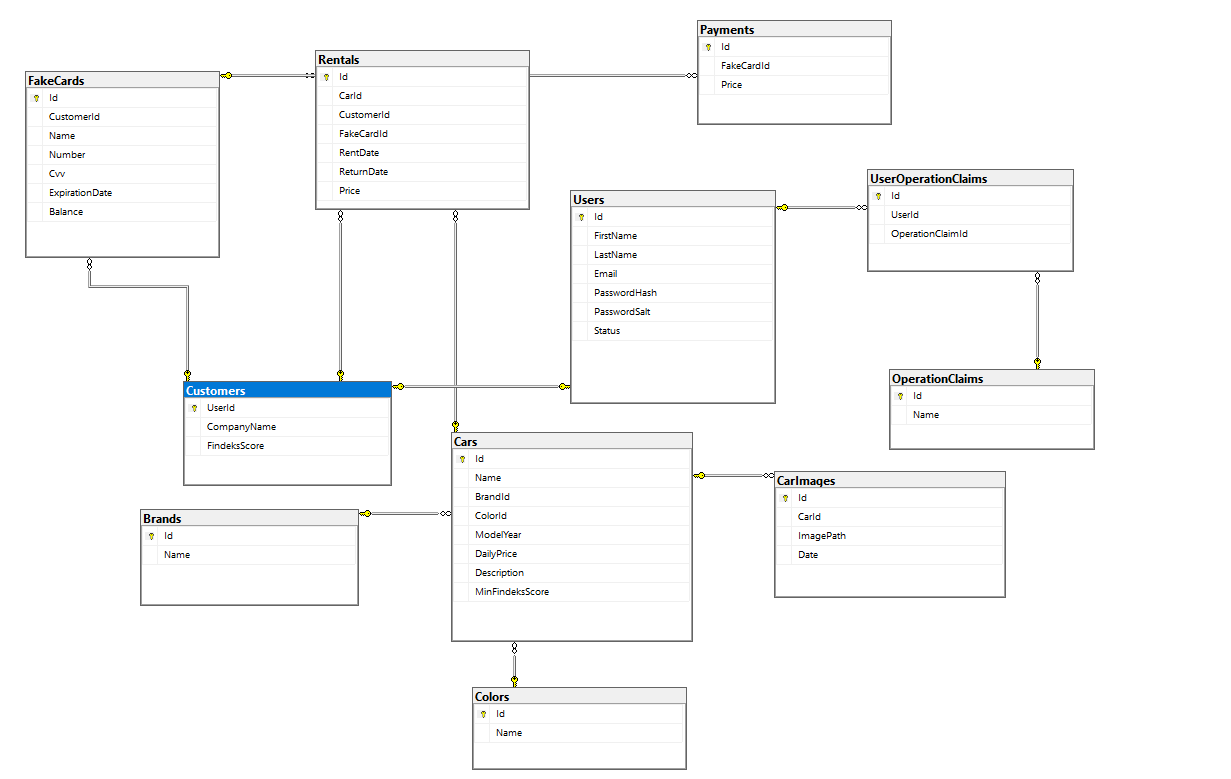 Payments
Id
FakeCardId
Price
Rentals
Id
CarId
CustomerId
FakeCardId
RentDate
ReturnDate
Price
FakeCards
Id
CustomerId
Name
Number
Cvv
ExpirationDate
Balance
Users
Id
FirstName
LastName
Email
PasswordHash
PasswordSalt
Status
UserOperationClaims
Id
UserId
OperationClaimId
OperationClaims
Id
Name
Customers
UserId
CompanyName
FindeksScore
Cars
Id
Name
BrandId
ColorId
ModelYear
DailyPrice
Description
MinFindeksScore
CarImages
Id
CarId
ImagePath
Date
Brands
Id
Name
Colors
Id
Name